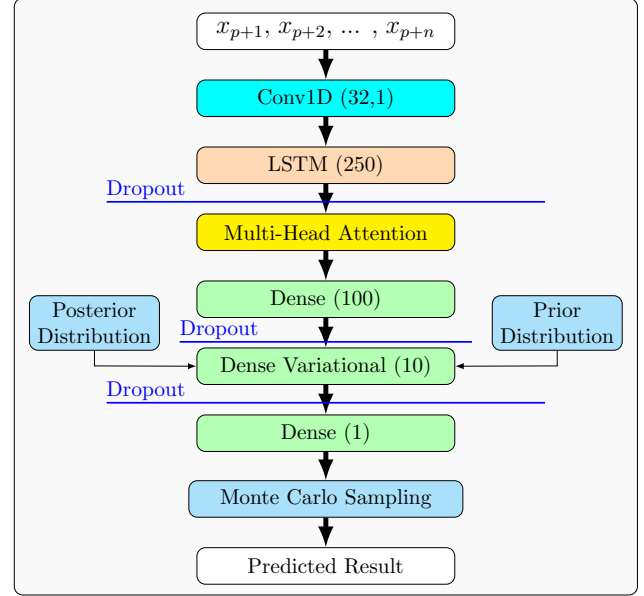 x_{p+1}, x_{p+2}, ... , x_{p+n}
Conv1D (32,1)
LSTM (250)
Dropout
Multi-Head Attention
Dense (100)
Posterior
Distribution
Prior
Distribution
Dropout
Dense Variational (10)
Dropout
Dense (1)
Monte Carlo Sampling
Predicted Result